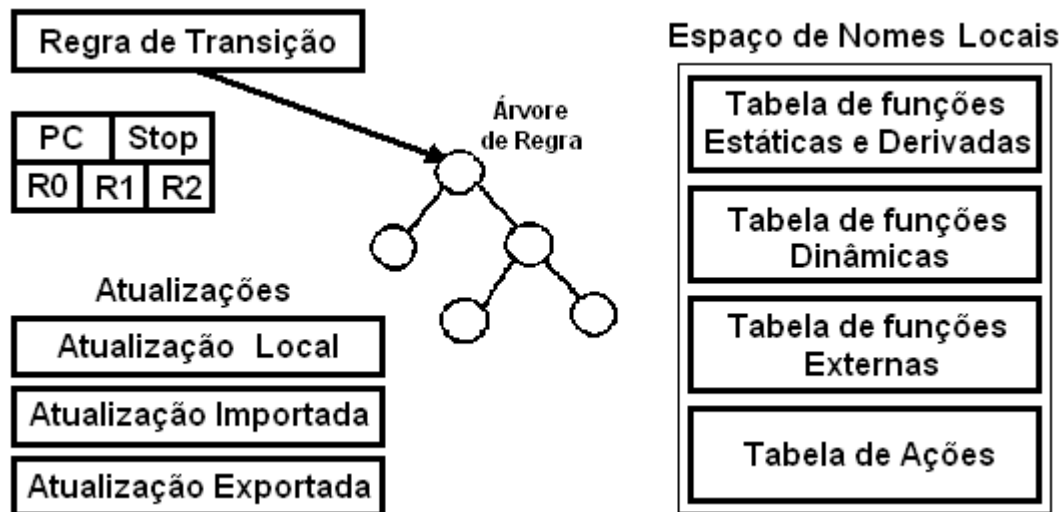 Regra de Transição
PC Stop
R0 R1 R2
Árvore
de Regra
Atualizações
Atualização Local
Atualização Importada
Atualização Exportada
Espaço de Nomes Locais
Tabela de funções
Estáticas e Derivadas
Tabela de funções
Dinâmicas
Tabela de funções
Externas
Tabela de Ações